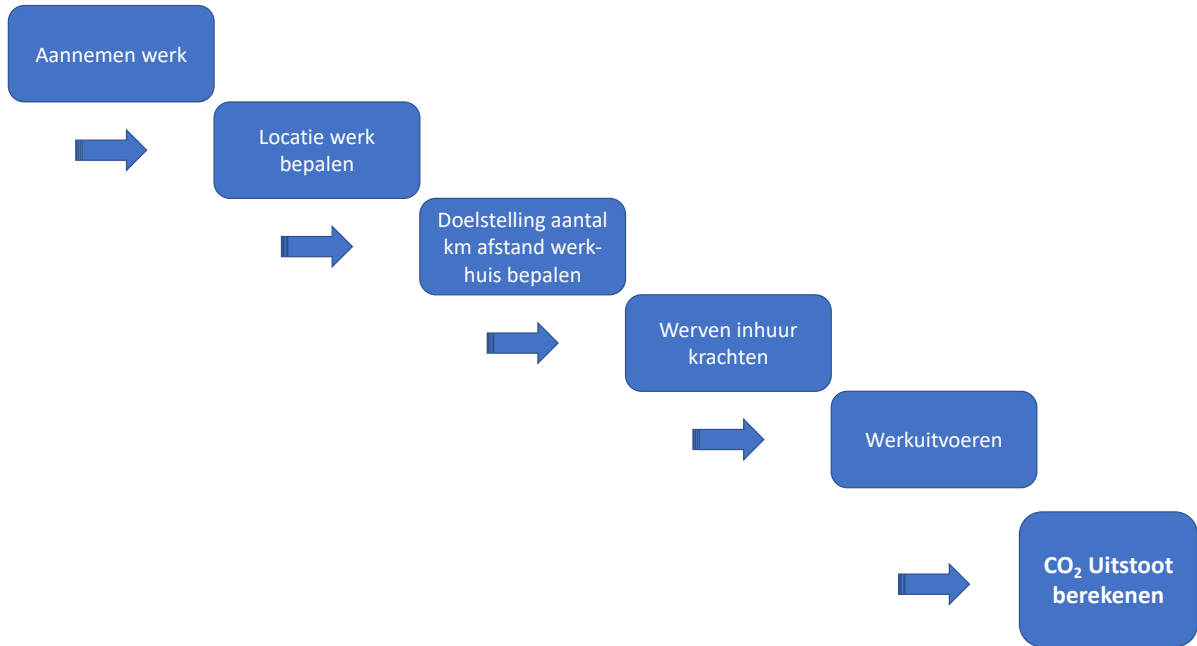 Aannemen werk
Locatie werk
bepalen
Doelstelling aantal
km afstand werk-
huis bepalen
Werven inhuur
krachten
Werkuitvoeren
CO₂ Uitstoot
berekenen